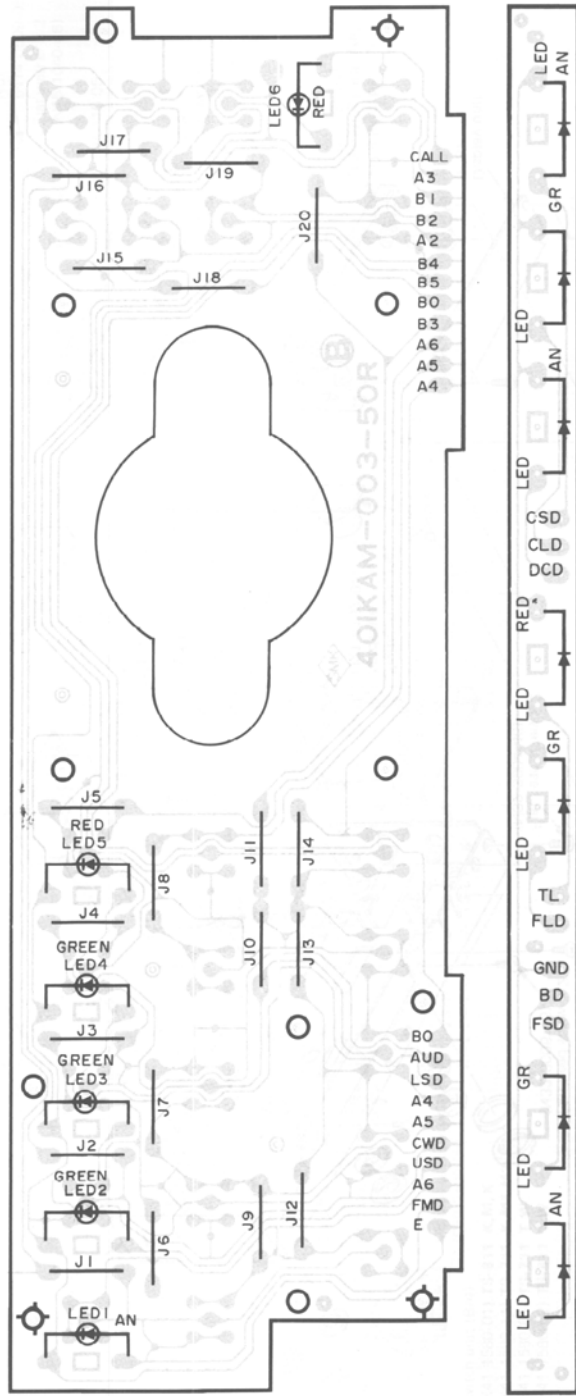 LED6
RED
J17
J16
J19
J20
J15
J18
CALL
A3
B1
B2
A2
B4
B5
B0
B3
A6
A5
A4
B
401KAM-003-50R
J5
RED
LED5
J4
GREEN
LED4
J3
GREEN
LED3
J2
GREEN
LED2
J1
LED1
AN
J8
J7
J6
J11
J14
J10
J13
J9
J12
B0
AUD
LSD
A4
A5
CWD
USD
A6
FMD
E
LED
AN
GR
LED
AN
LED
CSD
CLD
DCD
RED*
LED
GR
LED
TL
FLD
GND
BD
FSD
GR
LED
AN
LED